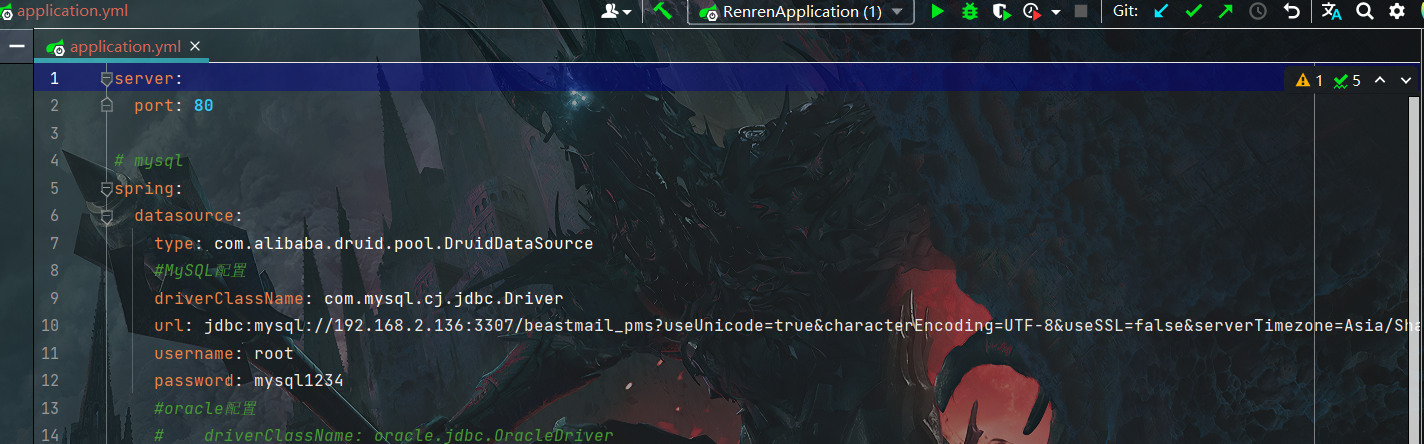 application.yml
RenrenApplication (1)
Git:
application.yml
1 server:
1 5
2 port: 80
3
4 # mysql
5 spring:
6 datasource:
7 type: com.alibaba.druid.pool.DruidDataSource
8 #MySQL配置
9 driverClassName: com.mysql.cj.jdbc.Driver
10 url: jdbc:mysql://192.168.2.136:3307/beastmail_pms?useUnicode=true&characterEncoding=UTF-8&useSSL=false&serverTimezone=Asia/Sha
11 username: root
12 password: mysql1234
13 #oracle配置
14 # driverClassName: oracle.jdbc.OracleDriver